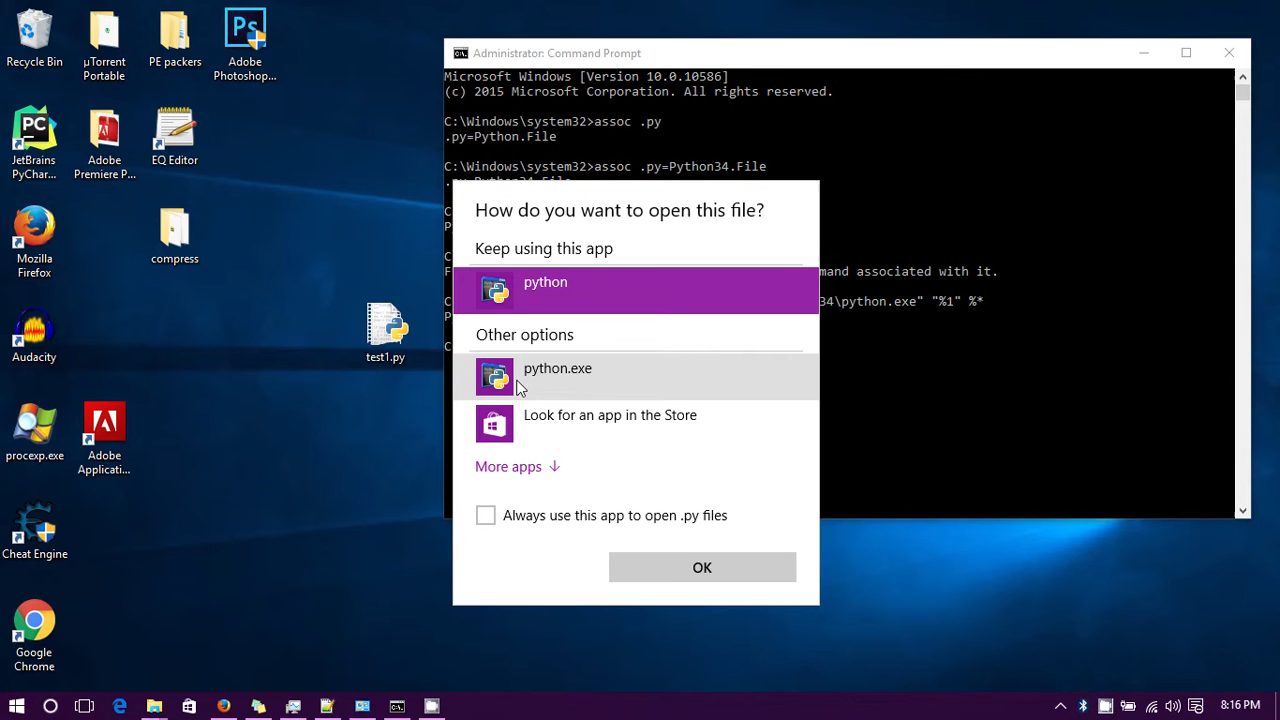 Recycle Bin
µTorrent
Portable
PE packers
Ps
Adobe
Photoshop...
PC
JetBrains
PyChar...
Adobe
Premiere P...
EQ Editor
Mozilla
Firefox
compress
Audacity
test1.py
procexp.exe
Adobe
Applicati...
Cheat Engine
Google
Chrome
Administrator: Command Prompt
Microsoft Windows [Version 10.0.10586]
(c) 2015 Microsoft Corporation. All rights reserved.
C:\Windows\system32>assoc .py
.py=Python.File
C:\Windows\system32>assoc .py=Python34.File
mmand associated with it.
34\python.exe" "%1" %*
How do you want to open this file?
Keep using this app
python
Other options
python.exe
Look for an app in the Store
More apps
Always use this app to open .py files
OK
8:16 PM